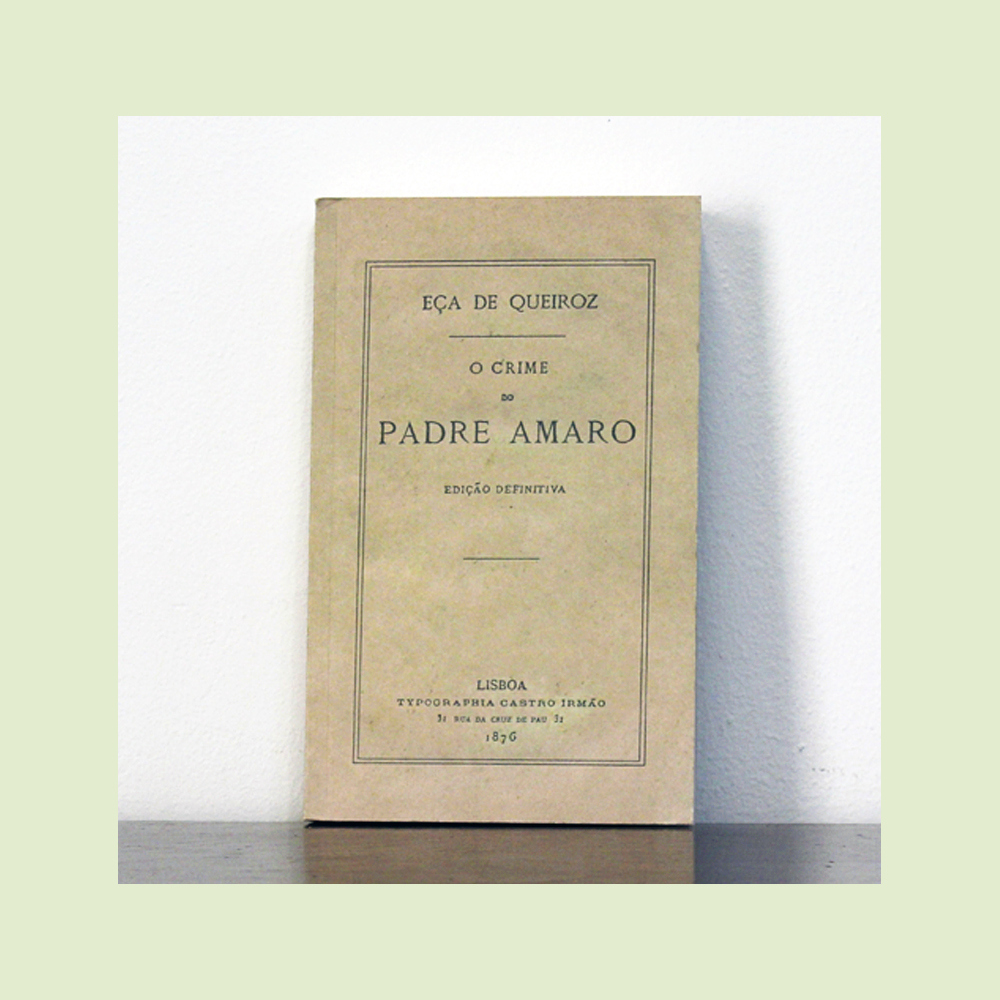 EÇA DE QUEIROZ
O CRIME
DO
PADRE AMARO
EDIÇÃO DEFINITIVA
LISBOA
TYPOGRAPHIA CASTRO IRMÃO
31 RUA DA CRUZ DE PAU 31
1876